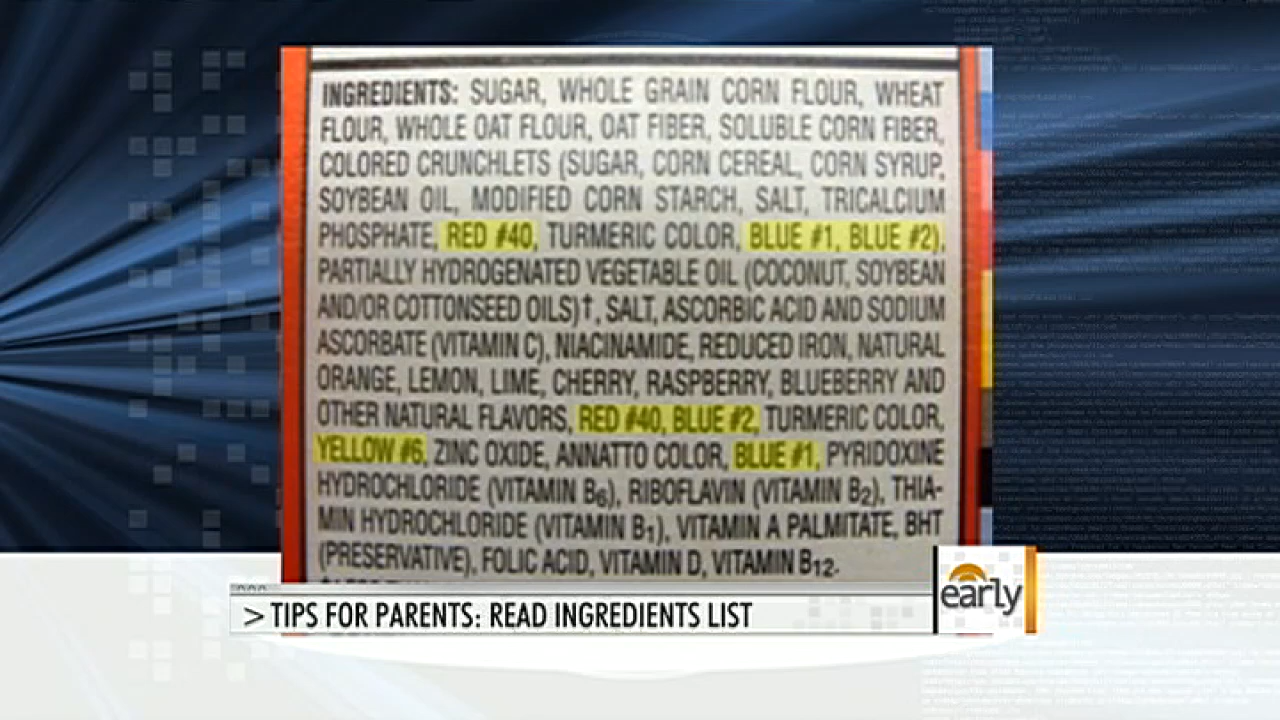 INGREDIENTS: SUGAR, WHOLE GRAIN CORN FLOUR, WHEAT
FLOUR, WHOLE OAT FLOUR, OAT FIBER, SOLUBLE CORN FIBER,
COLORED CRUNCHLETS (SUGAR, CORN CEREAL, CORN SYRUP,
SOYBEAN OIL, MODIFIED CORN STARCH, SALT, TRICALCIUM
PHOSPHATE, RED #40, TURMERIC COLOR, BLUE #1, BLUE #2),
PARTIALLY HYDROGENATED VEGETABLE OIL (COCONUT, SOYBEAN
AND/OR COTTONSEED OILS)†, SALT, ASCORBIC ACID AND SODIUM
ASCORBATE (VITAMIN C), NIACINAMIDE, REDUCED IRON, NATURAL
ORANGE, LEMON, LIME, CHERRY, RASPBERRY, BLUEBERRY AND
OTHER NATURAL FLAVORS, RED #40, BLUE #2, TURMERIC COLOR,
YELLOW #6, ZINC OXIDE, ANNATTO COLOR, BLUE #1, PYRIDOXINE
HYDROCHLORIDE (VITAMIN B6), RIBOFLAVIN (VITAMIN B2), THIA-
MIN HYDROCHLORIDE (VITAMIN B1), VITAMIN A PALMITATE, BHT
(PRESERVATIVE), FOLIC ACID, VITAMIN D, VITAMIN B12.
> TIPS FOR PARENTS: READ INGREDIENTS LIST
early